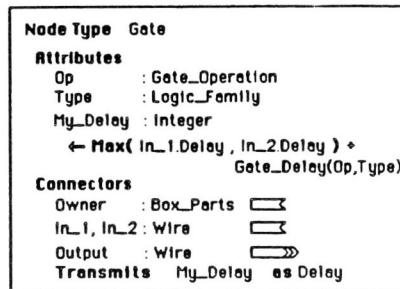 Node Type Gate
Attributes
Op : Gate_Operation
Type : Logic_Family
My_Delay : Integer
← Max( In_1.Delay , In_2.Delay ) +
Gate_Delay(Op,Type)
Connectors
Owner : Box_Parts
In_1, In_2 : Wire
Output : Wire
Transmits My_Delay as Delay